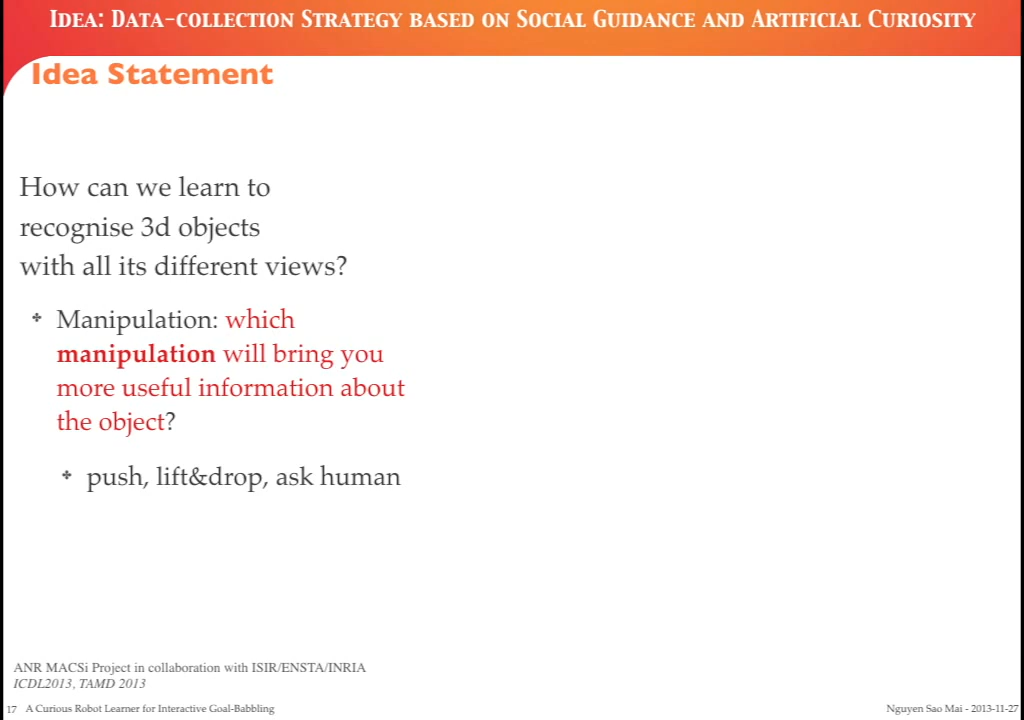 Idea: Data-collection Strategy based on Social Guidance and Artificial Curiosity
Idea Statement
How can we learn to
recognise 3d objects
with all its different views?
✤ Manipulation: which
manipulation will bring you
more useful information about
the object?
✤ push, lift&drop, ask human
ANR MACSi Project in collaboration with ISIR/ENSTA/INRIA
ICDL2013, TAMD 2013
17 A Curious Robot Learner for Interactive Goal-Babbling
Nguyen Sao Mai - 2013-11-27